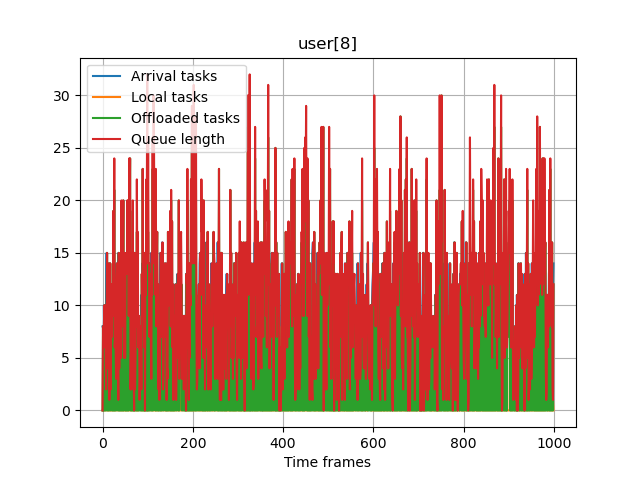 user[8]
Arrival tasks
Local tasks
Offloaded tasks
Queue length
30
25
20
15
10
5
0
0 200 400 600 800 1000
Time frames